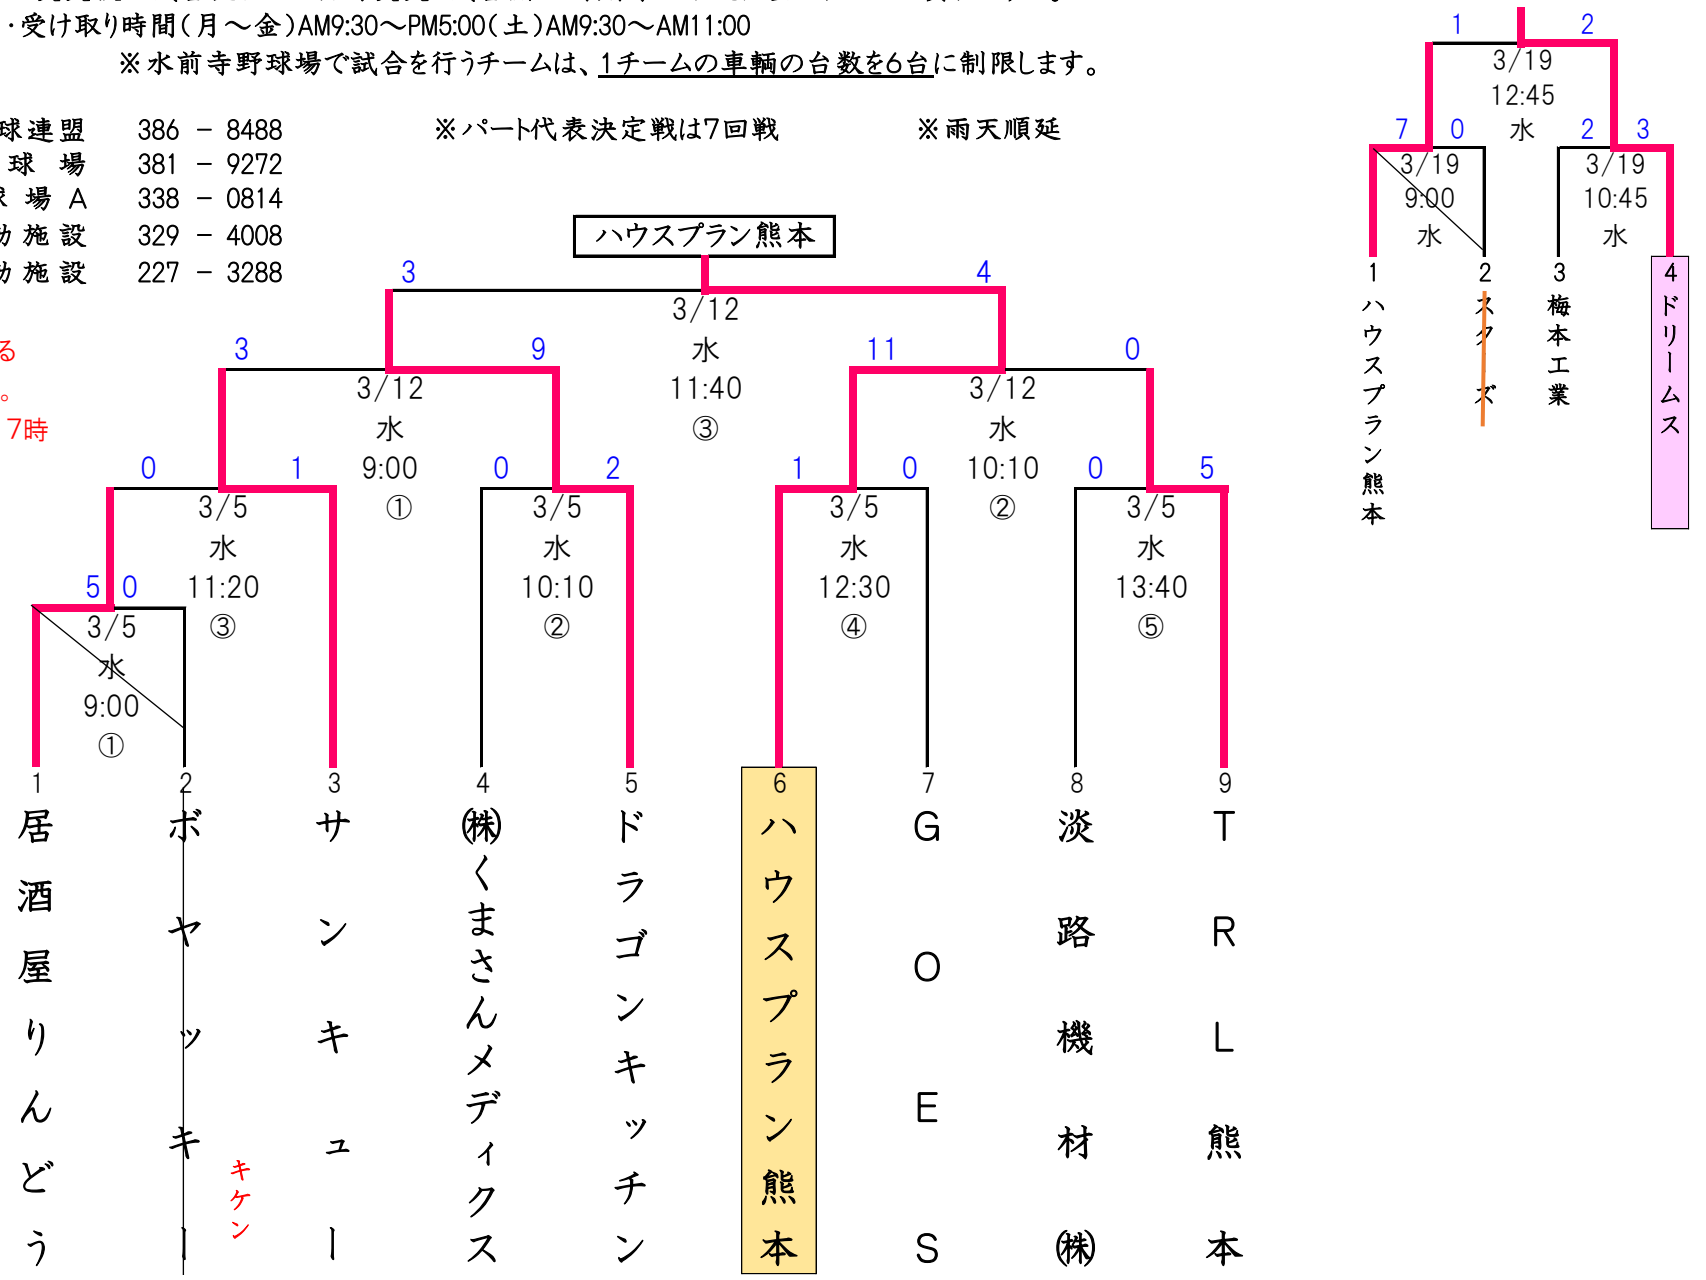 ・受け取り時間(月～金)AM9:30～PM5:00(土)AM9:30～AM11:00
※水前寺野球場で試合を行うチームは、1チームの車輌の台数を6台に制限します。
球連盟 386 － 8488
球 場 381 － 9272
球 場 A 338 － 0814
動 施 設 329 － 4008
動 施 設 227 － 3288
※パート代表決定戦は7回戦 ※雨天順延
る
。
7時
ハウスプラン熊本
3 4
3/12
水
11:40
③
3 9
3/12
水
9:00
①
11 0
3/12
水
10:10
②
0 1
3/5
水
11:20
③
0 2
3/5
水
10:10
②
1 0
3/5
水
12:30
④
0 5
3/5
水
13:40
⑤
5 0
3/5
水
9:00
①
1
居酒屋りんどう
2
ボヤッキー
キケン
3
サンキュー
4
㈱くまさんメディクス
5
ドラゴンキッチン
6
ハウスプラン熊本
7
GOES
8
淡路機材㈱
9
TRL熊本
1 2
3/19
12:45
水
7 0
3/19
9:00
水
2 3
3/19
10:45
水
1
ハウスプラン熊本
2
スタズ
3
梅本工業
4
ドリームス